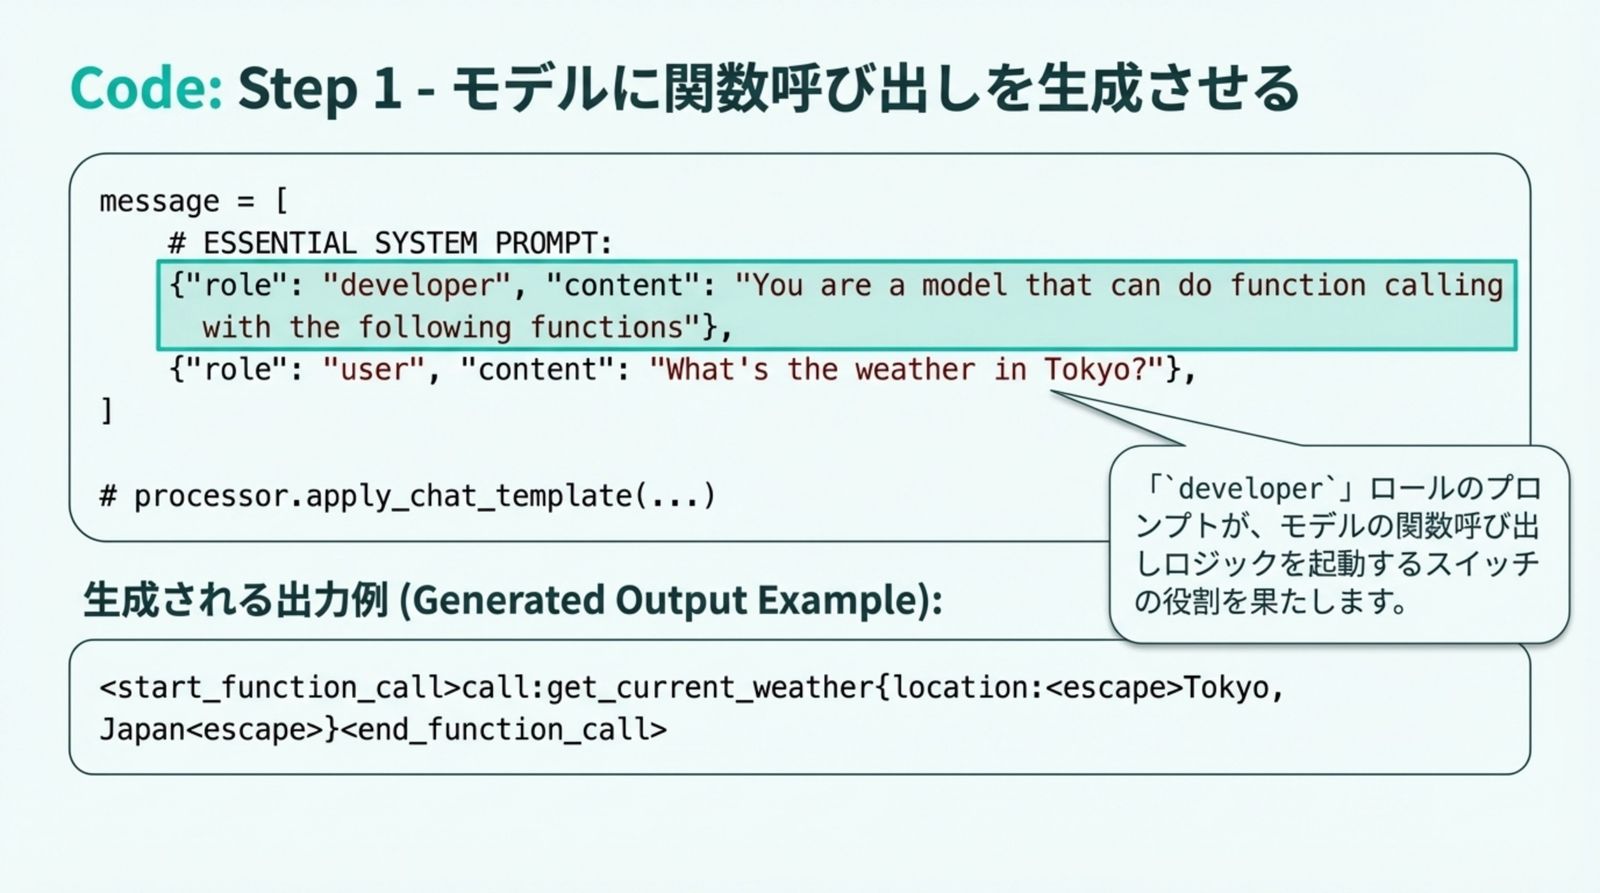 Code: Step 1 - モデルに関数呼び出しを生成させる
message = [
    # ESSENTIAL SYSTEM PROMPT:
    {"role": "developer", "content": "You are a model that can do function calling
      with the following functions"},
    {"role": "user", "content": "What's the weather in Tokyo?"},
]
# processor.apply_chat_template(...)
「`developer`」ロールのプロ
ンプトが、モデルの関数呼び出
しロジックを起動するスイッチ
の役割を果たします。
生成される出力例 (Generated Output Example):
<start_function_call>call:get_current_weather{location:<escape>Tokyo,
Japan<escape>}<end_function_call>